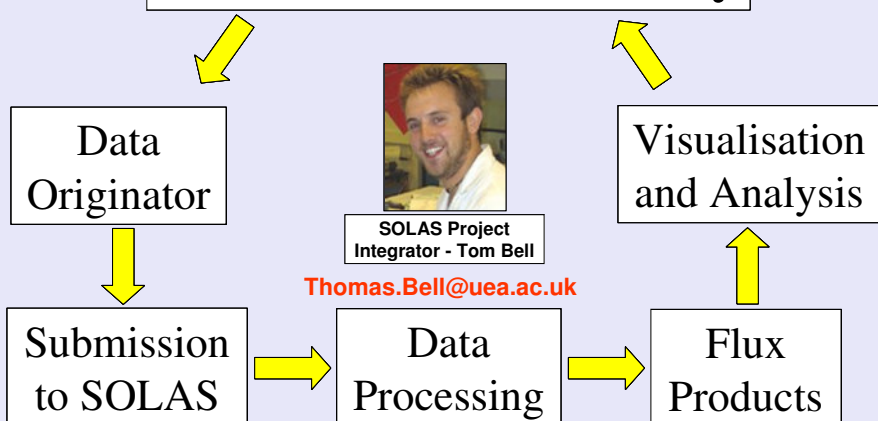 Data
Originator
SOLAS Project
Integrator - Tom Bell
Thomas.Bell@uea.ac.uk
Visualisation
and Analysis
Submission
to SOLAS
Data
Processing
Flux
Products